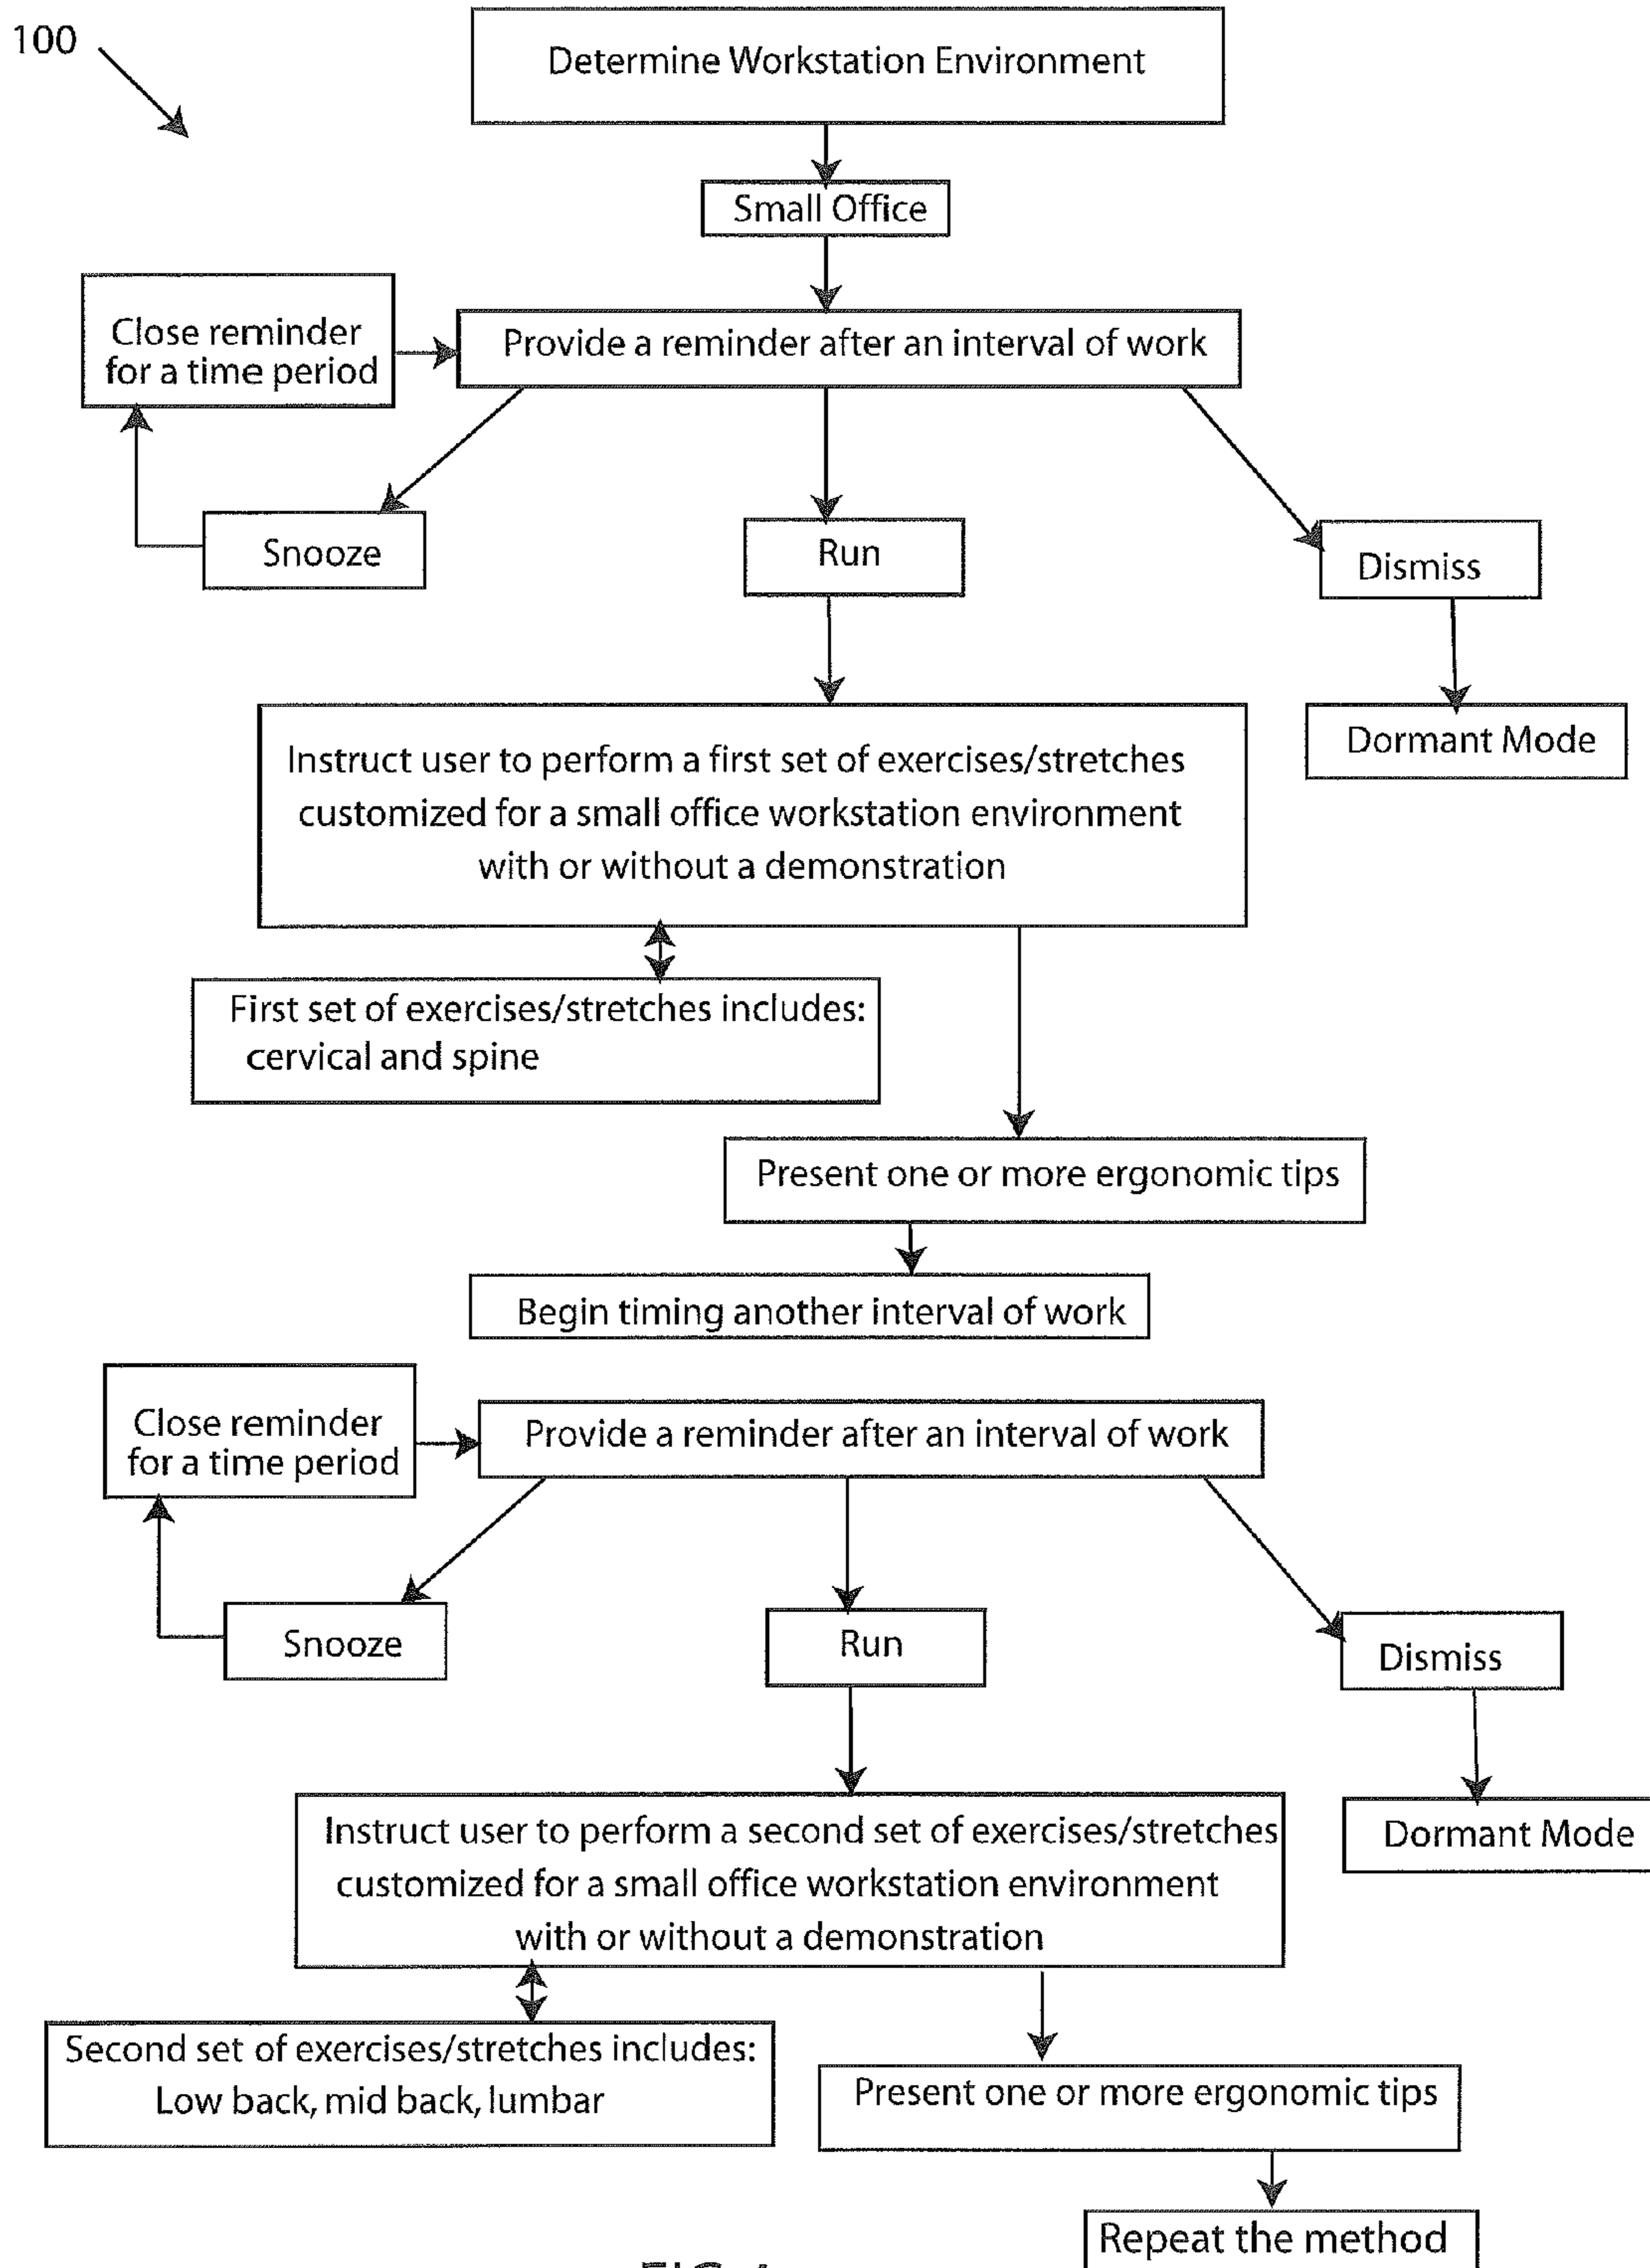 100
Determine Workstation Environment
Small Office
Close reminder
for a time period
Provide a reminder after an interval of work
Snooze
Run
Dismiss
Dormant Mode
Instruct user to perform a first set of exercises/stretches
customized for a small office workstation environment
with or without a demonstration
First set of exercises/stretches includes:
cervical and spine
Present one or more ergonomic tips
Begin timing another interval of work
Close reminder
for a time period
Provide a reminder after an interval of work
Snooze
Run
Dismiss
Dormant Mode
Instruct user to perform a second set of exercises/stretches
customized for a small office workstation environment
with or without a demonstration
Second set of exercises/stretches includes:
Low back, mid back, lumbar
Present one or more ergonomic tips
Repeat the method